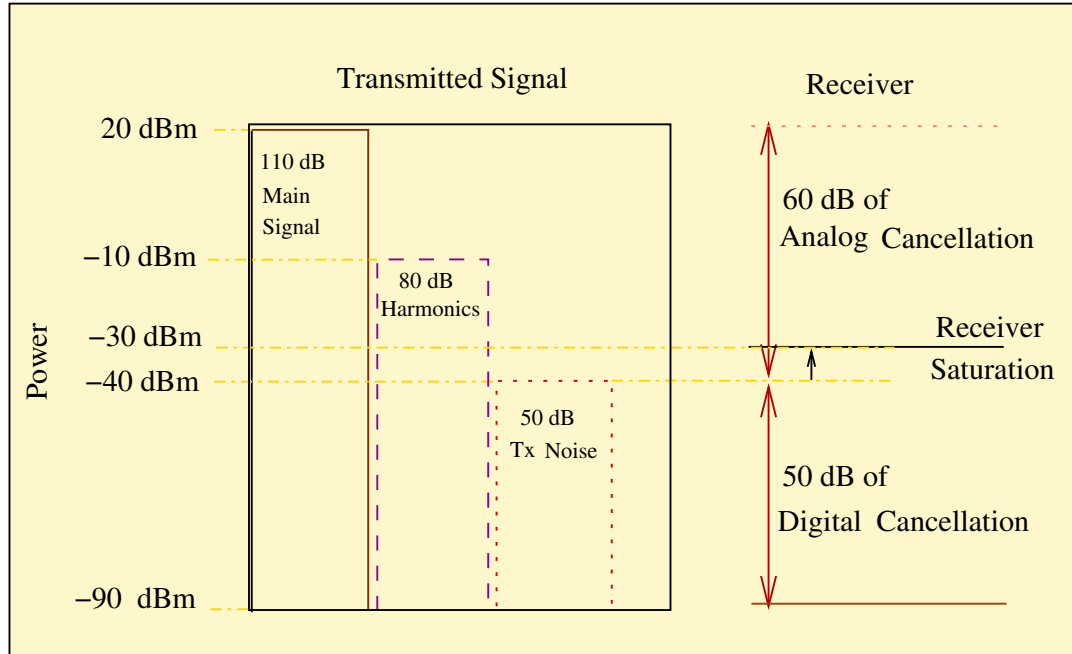 Transmitted Signal
Receiver
20 dBm
110 dB
Main
Signal
60 dB of
Analog Cancellation
−10 dBm
80 dB
Harmonics
−30 dBm
Receiver
Saturation
−40 dBm
Power
50 dB
Tx Noise
50 dB of
Digital Cancellation
−90 dBm